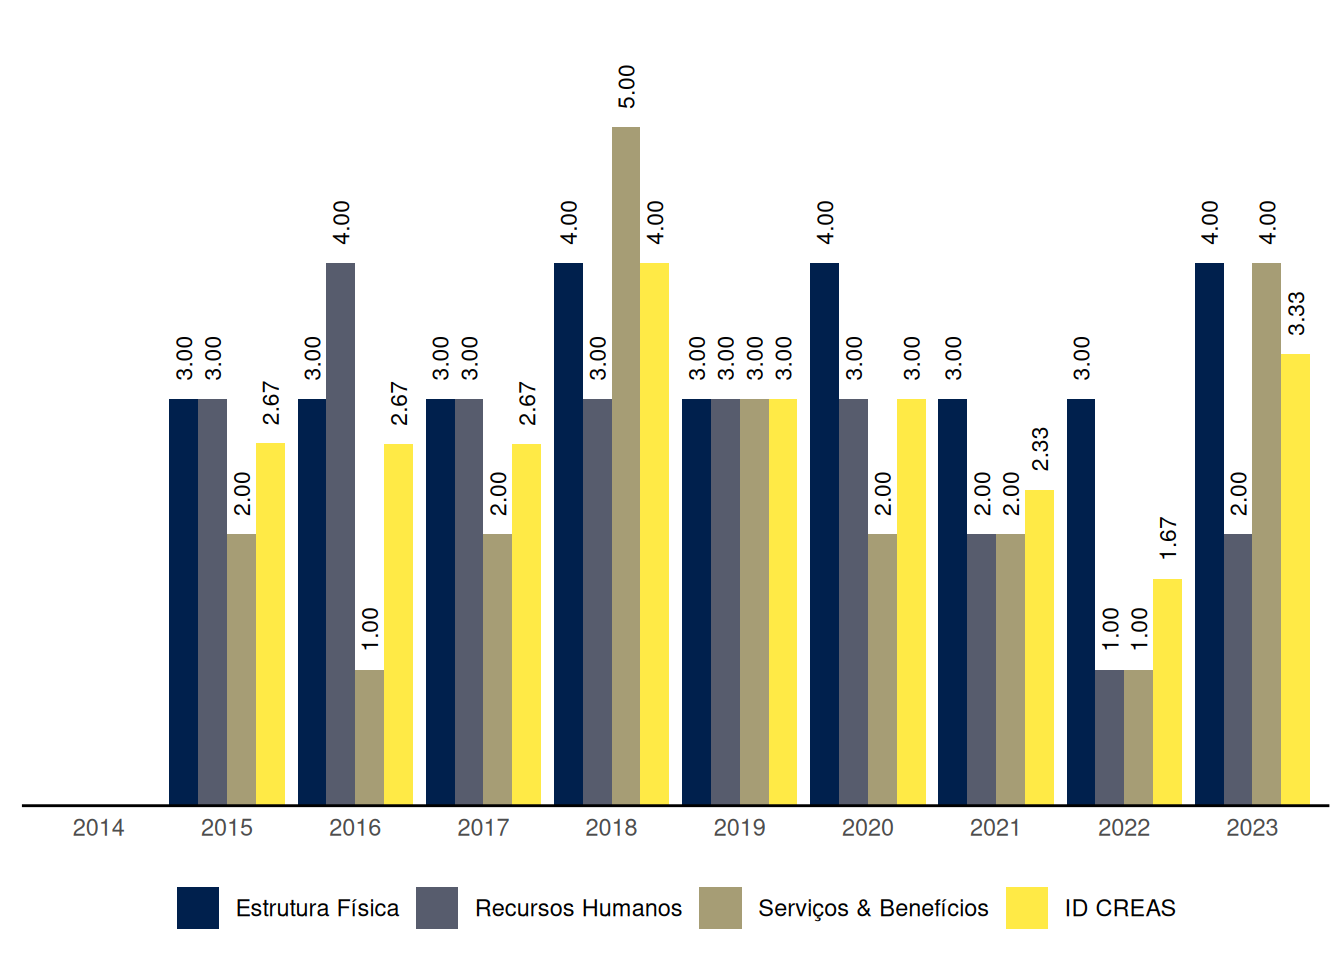 3.00 3.00 2.00 2.67
3.00 4.00 1.00 2.67
3.00 3.00 2.00 2.67
4.00 3.00 5.00 4.00
3.00 3.00 3.00 3.00
4.00 3.00 2.00 3.00
3.00 2.00 2.00 2.33
3.00 1.00 1.00 1.67
4.00 2.00 4.00 3.33
2014 2015 2016 2017 2018 2019 2020 2021 2022 2023
Estrutura Física Recursos Humanos Serviços & Benefícios ID CREAS